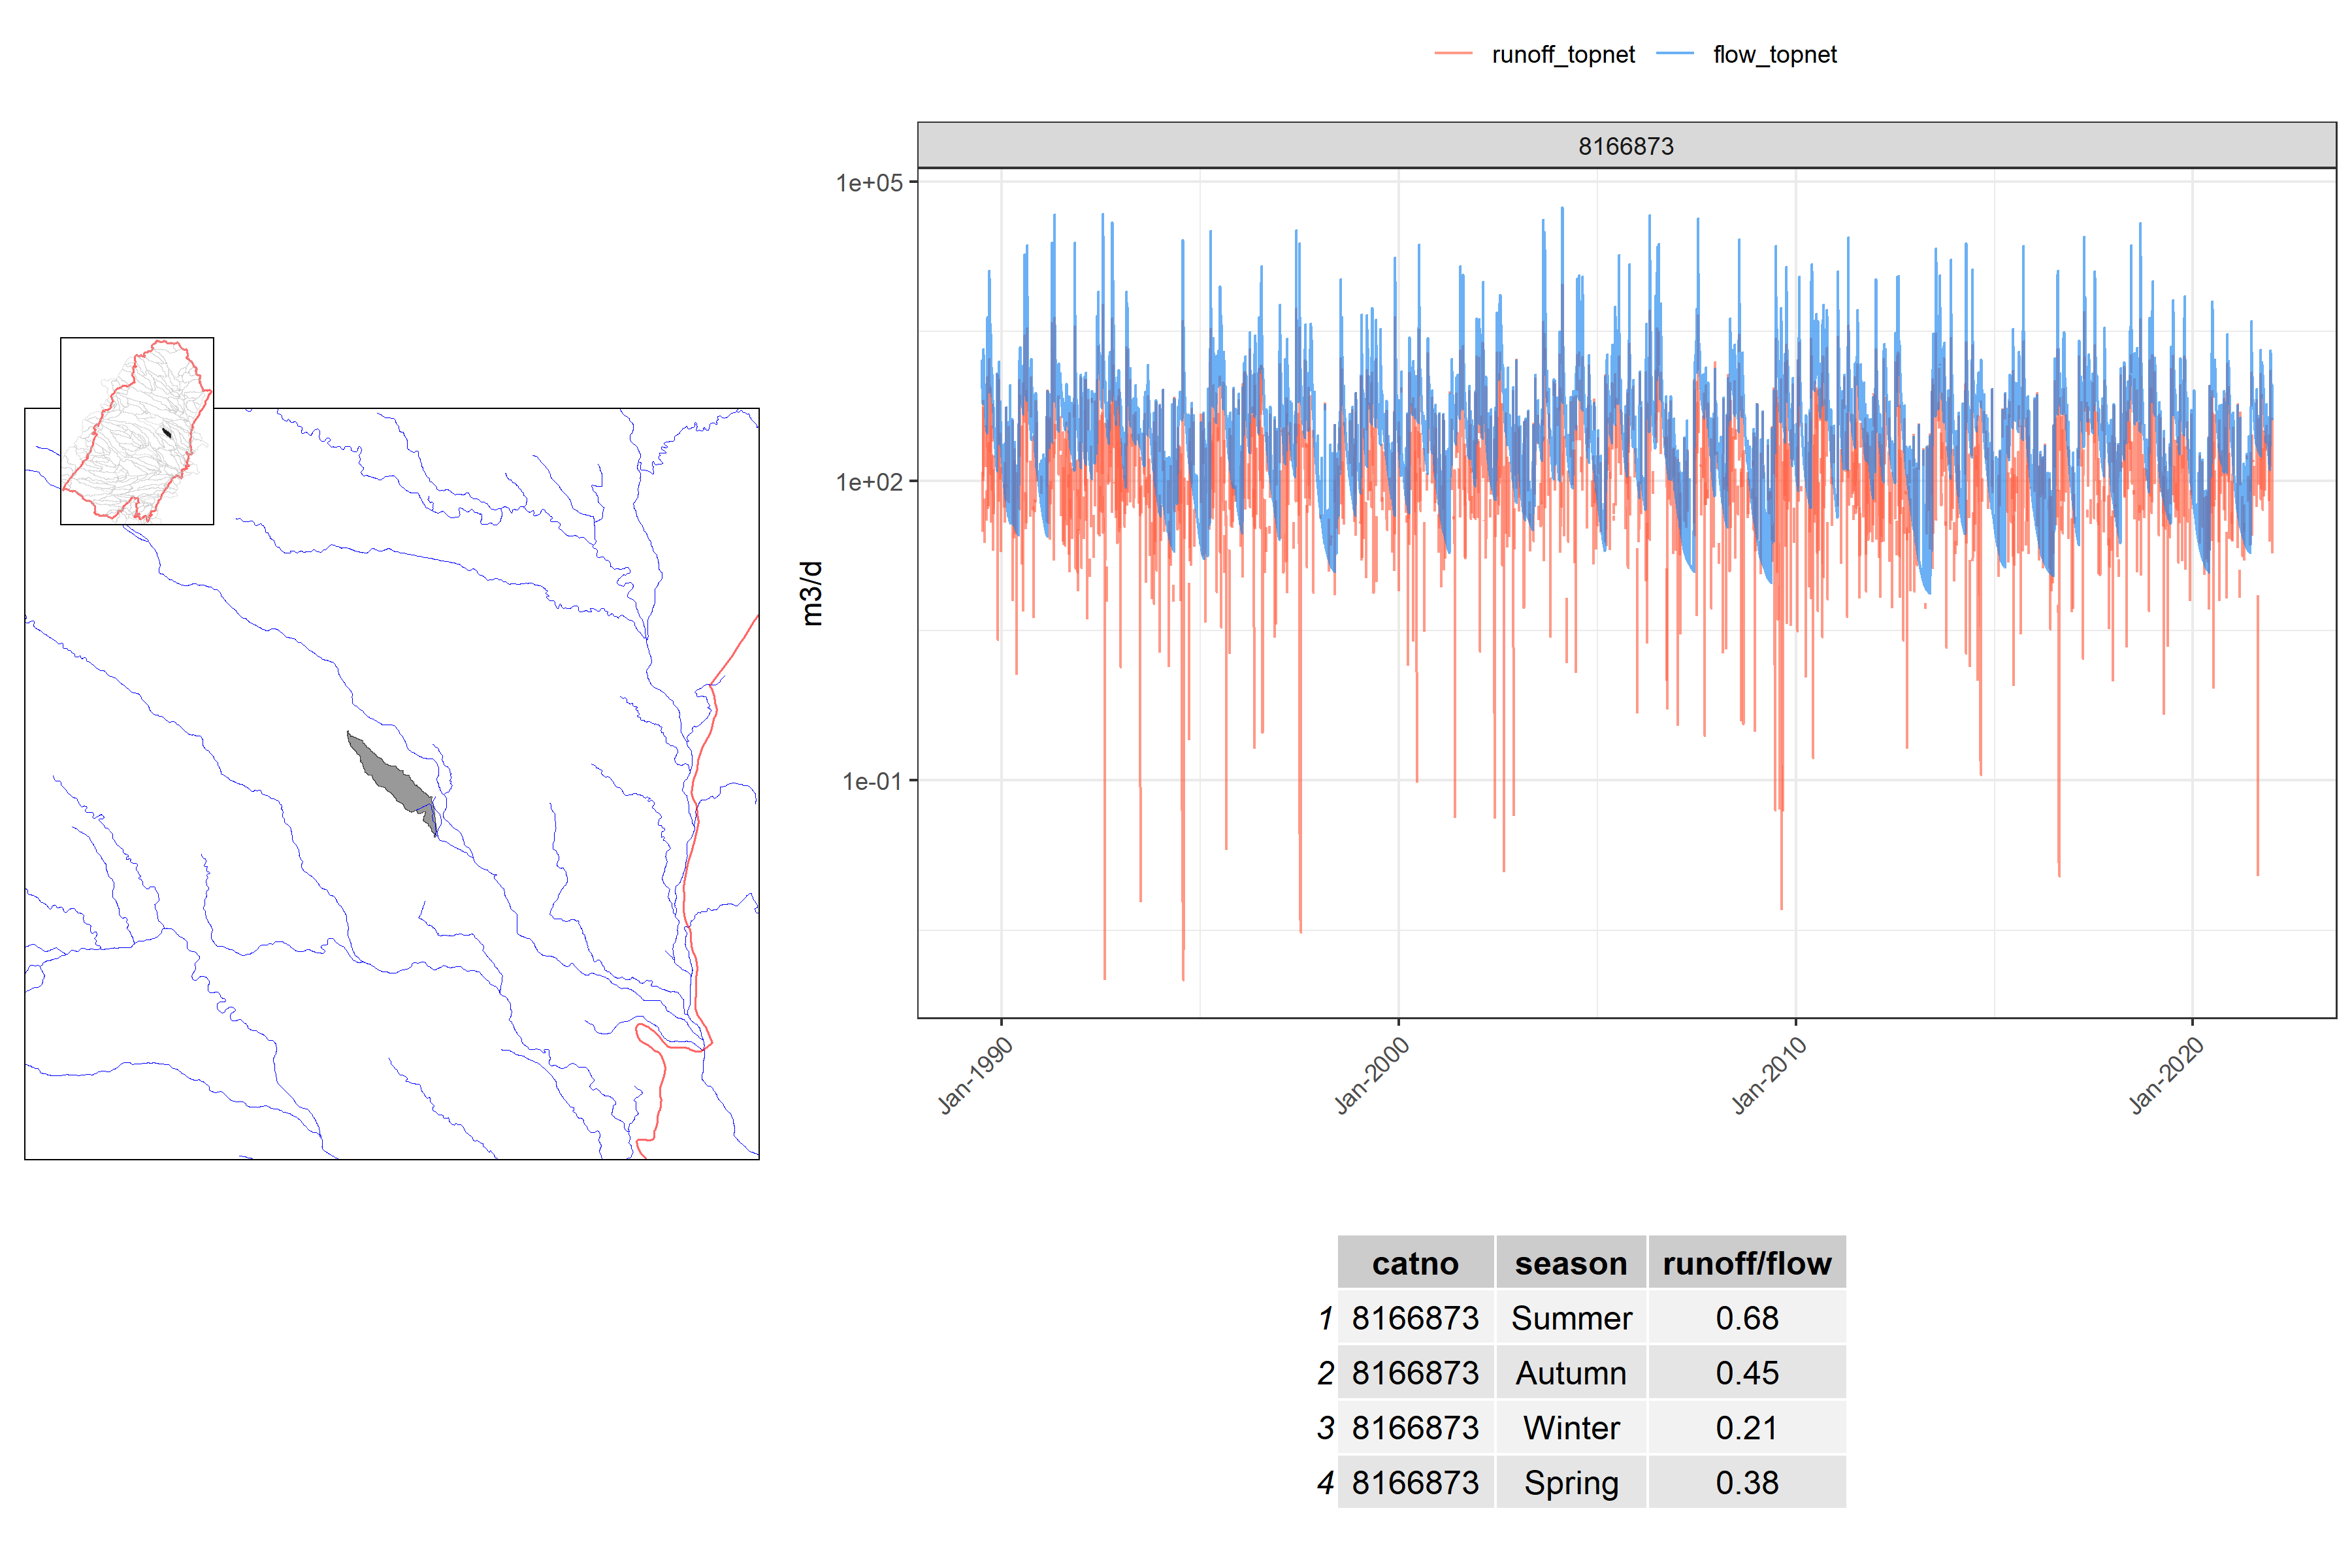 runoff_topnet flow_topnet
8166873
1e+05
1e+02
1e-01
m3/d
Jan-1990 Jan-2000 Jan-2010 Jan-2020
catno season runoff/flow
1 8166873 Summer 0.68
2 8166873 Autumn 0.45
3 8166873 Winter 0.21
4 8166873 Spring 0.38